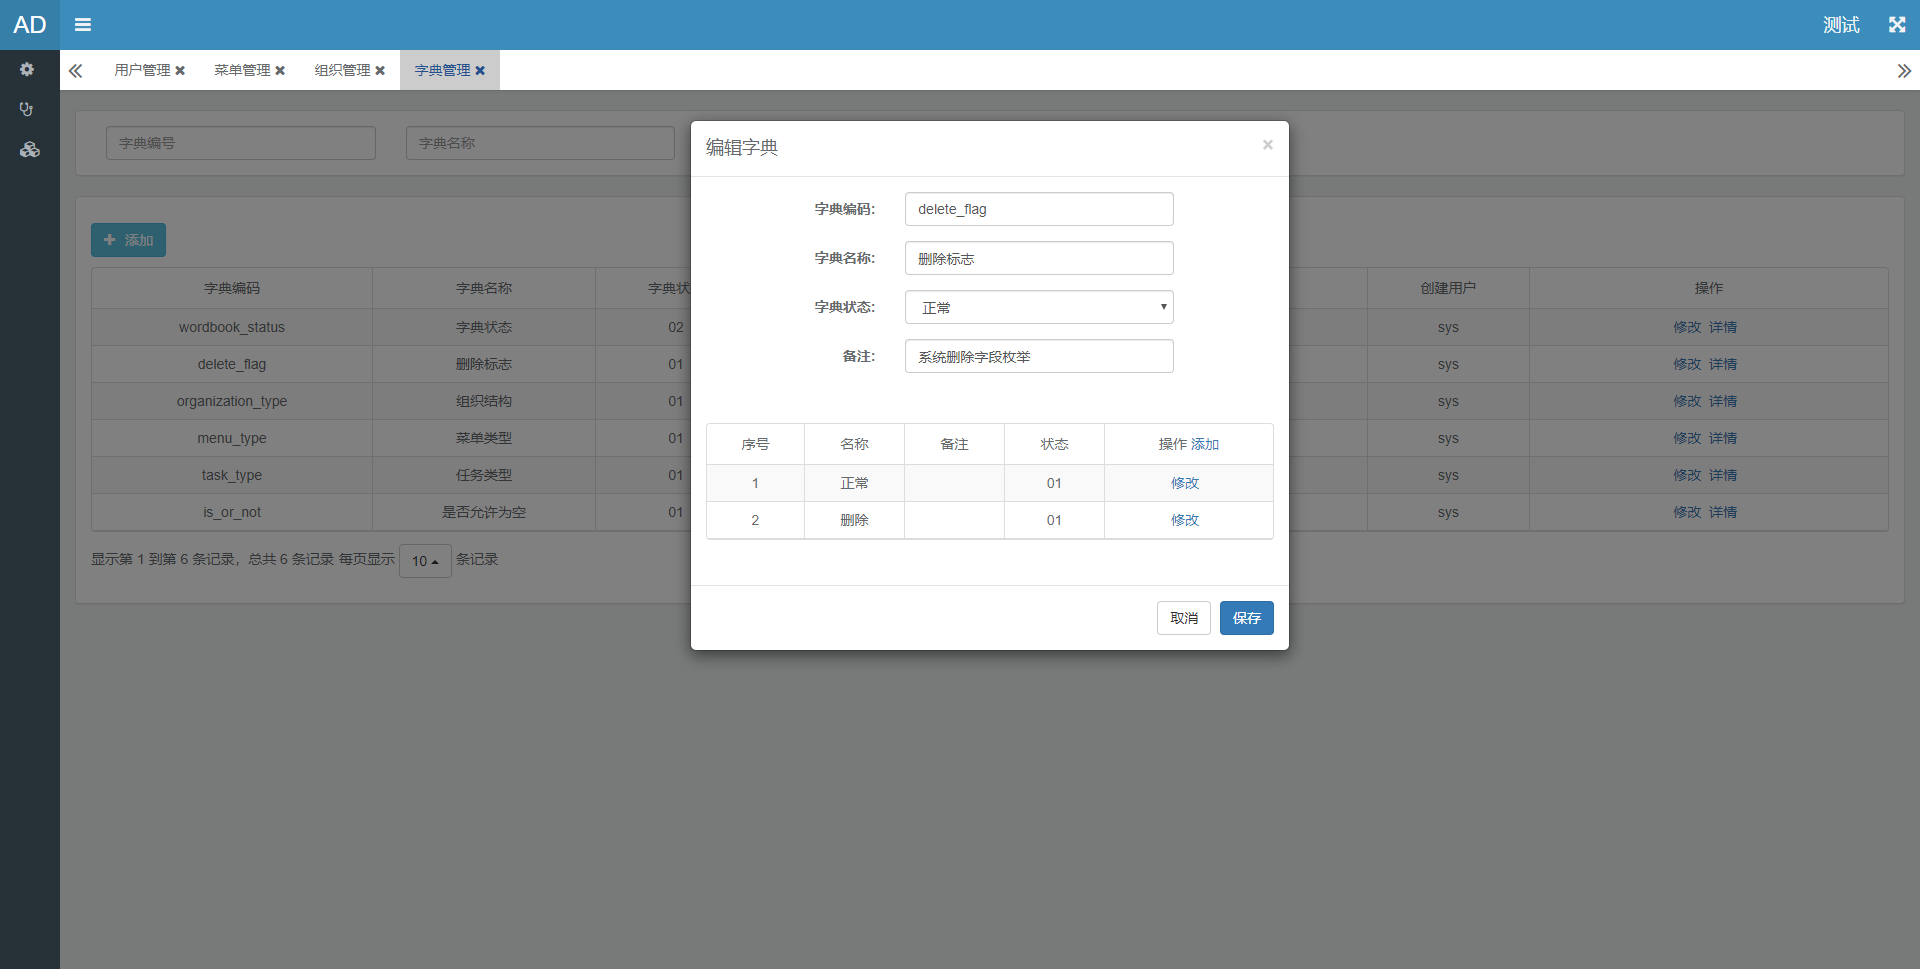 AD
测试
用户管理
菜单管理
组织管理
字典管理
字典编号
字典名称
添加
字典编码 字典名称 字典状 创建用户 操作
wordbook_status 字典状态 02 sys 修改 详情
delete_flag 删除标志 01 sys 修改 详情
organization_type 组织结构 01 sys 修改 详情
menu_type 菜单类型 01 sys 修改 详情
task_type 任务类型 01 sys 修改 详情
is_or_not 是否允许为空 01 sys 修改 详情
显示第 1 到第 6 条记录，总共 6 条记录 每页显示 10 条记录
编辑字典 ×
字典编码: delete_flag
字典名称: 删除标志
字典状态: 正常
备注: 系统删除字段枚举
序号 名称 备注 状态 操作 添加
1 正常 01 修改
2 删除 01 修改
取消 保存